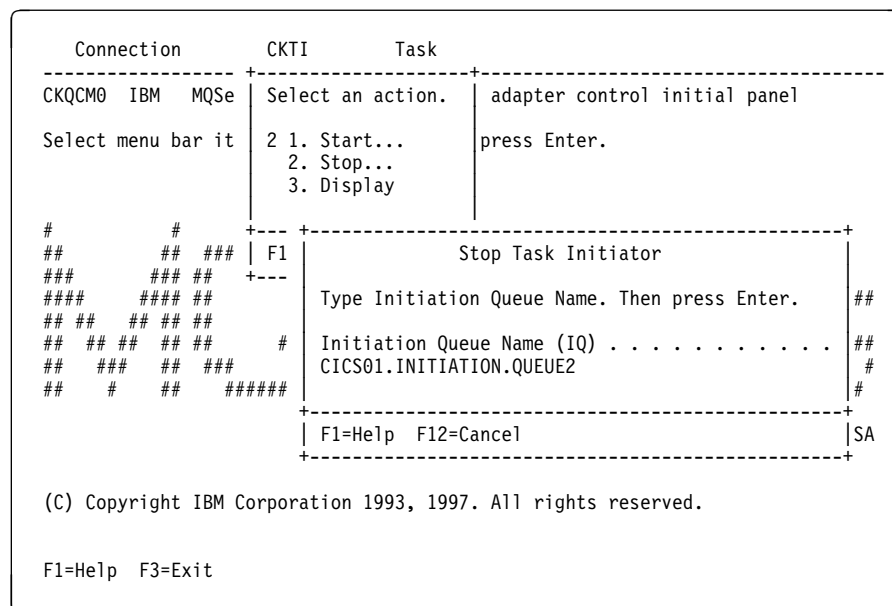 Connection CKTI Task
------------------ +--------------------+--------------------------------------
CKQCM0 IBM MQSe | Select an action. | adapter control initial panel
Select menu bar it | 2 1. Start... |press Enter.
2. Stop...
3. Display
# # +--- +--------------------------------------------------+
## ## ### | F1 | Stop Task Initiator |
### ### ## +---
#### #### ## | Type Initiation Queue Name. Then press Enter. |##
## ## ## ## ##
## ## ## ## ## # | Initiation Queue Name (IQ) . . . . . . . . . . . |##
## ### ## ### | CICS01.INITIATION.QUEUE2 | #
## # ## ###### | |#
+--------------------------------------------------+
| F1=Help F12=Cancel |SA
+--------------------------------------------------+
(C) Copyright IBM Corporation 1993, 1997. All rights reserved.
F1=Help F3=Exit